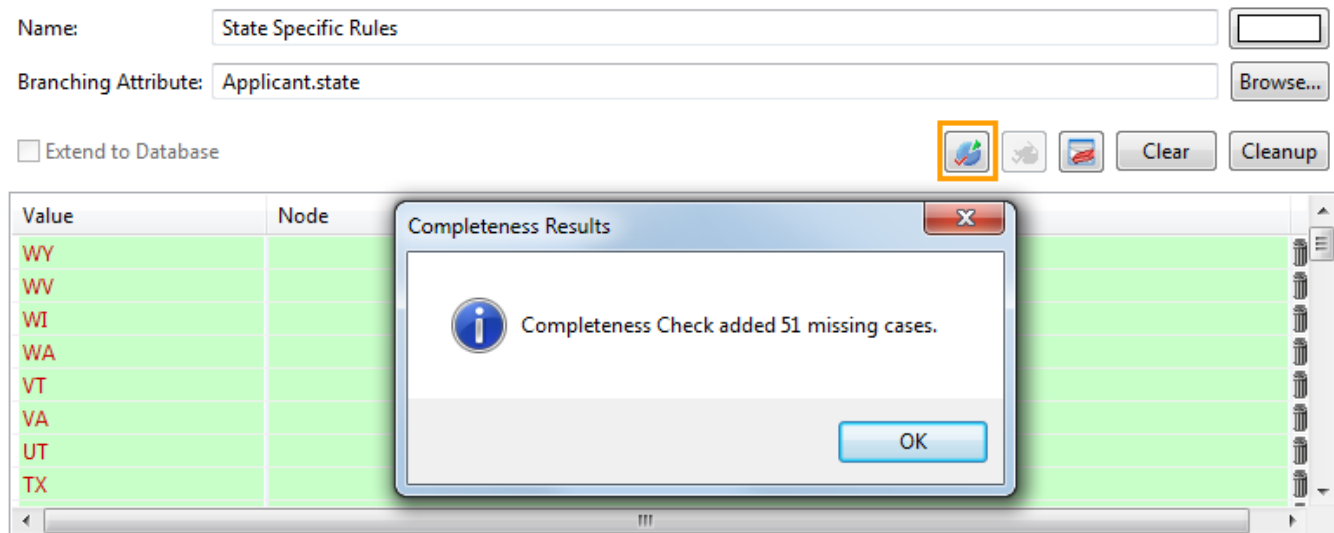 Name: State Specific Rules
Branching Attribute: Applicant.state Browse...
Extend to Database Clear Cleanup
Value Node
Completeness Results
WY
WV
WI
Completeness Check added 51 missing cases.
WA
VT
VA
UT
OK
TX